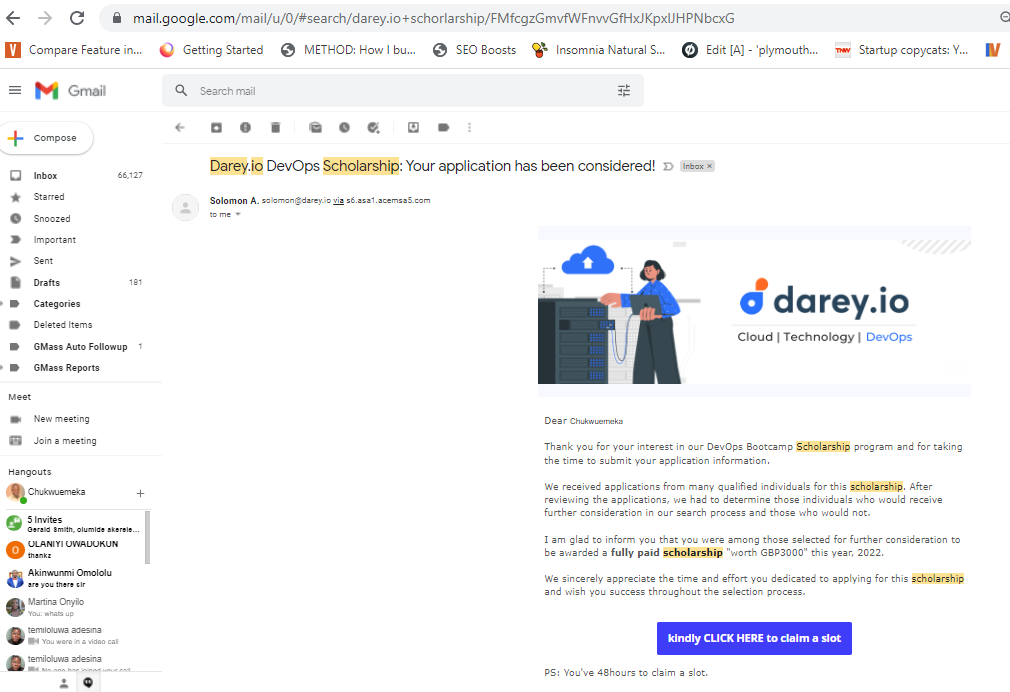 mail.google.com/mail/u/0/#search/darey.io+schorlarship/FMfcgzGmvfWFnvvGfHxJKpxlJHPNbcxG
Compare Feature in... Getting Started METHOD: How I bu... SEO Boosts Insomnia Natural S... Edit [A] - 'plymouth... Startup copycats: Y...
Gmail
Search mail
Compose
Inbox 66,127
Starred
Snoozed
Important
Sent
Drafts 181
Categories
Deleted Items
GMass Auto Followup 1
GMass Reports
Meet
New meeting
Join a meeting
Hangouts
Chukwuemeka
5 Invites
Gerald Smith, olumide akerele...
OLANIYI OWADOKUN
thankz
Akinwunmi Omololu
are you there sir
Martina Onyilo
You: whats up
temiloluwa adesina
You were in a video call
temiloluwa adesina
No one has joined your call
Darey.io DevOps Scholarship: Your application has been considered! Inbox ×
Solomon A. solomon@darey.io via s6.asa1.acemsa5.com
to me
darey.io
Cloud | Technology | DevOps
Dear Chukwuemeka
Thank you for your interest in our DevOps Bootcamp Scholarship program and for taking
the time to submit your application information.
We received applications from many qualified individuals for this scholarship. After
reviewing the applications, we had to determine those individuals who would receive
further consideration in our search process and those who would not.
I am glad to inform you that you were among those selected for further consideration to
be awarded a fully paid scholarship "worth GBP3000" this year, 2022.
We sincerely appreciate the time and effort you dedicated to applying for this scholarship
and wish you success throughout the selection process.
kindly CLICK HERE to claim a slot
PS: You've 48hours to claim a slot.